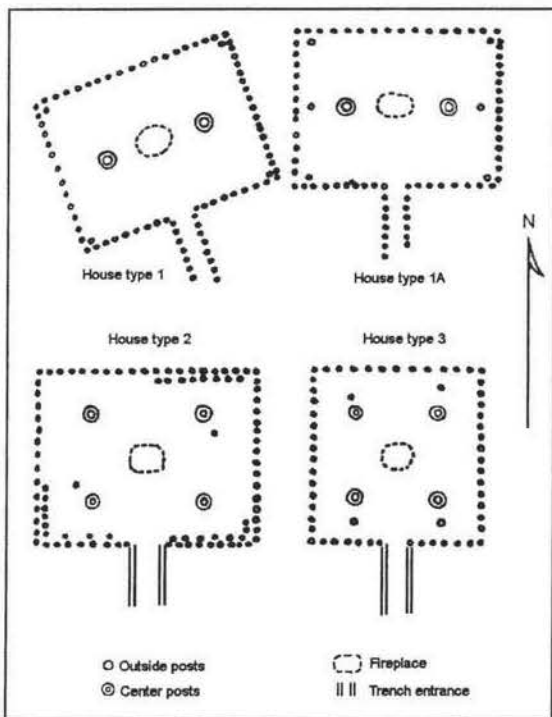 House type 1
House type 1A
N
House type 2
House type 3
Outside posts
Fireplace
Center posts
Trench entrance